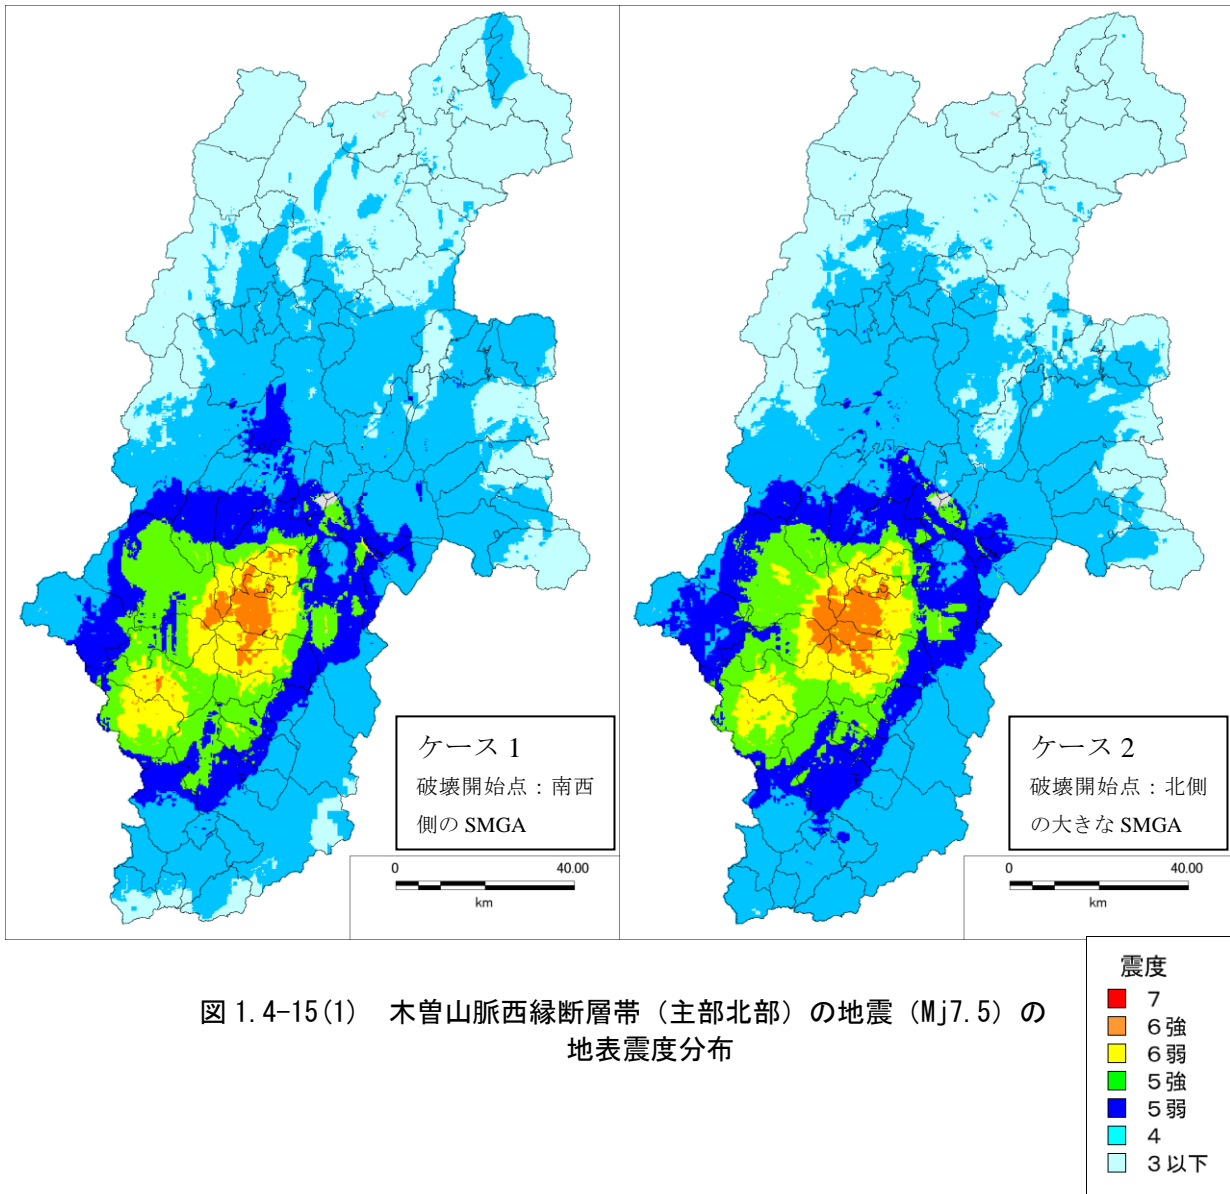 ケース 1
破壊開始点：南西
側の SMGA
0 40.00
km
ケース 2
破壊開始点：北側
の大きな SMGA
0 40.00
km
震度
7
6強
6弱
5強
5弱
4
3以下
図 1.4-15(1) 木曽山脈西縁断層帯（主部北部）の地震（Mj7.5）の
地表震度分布